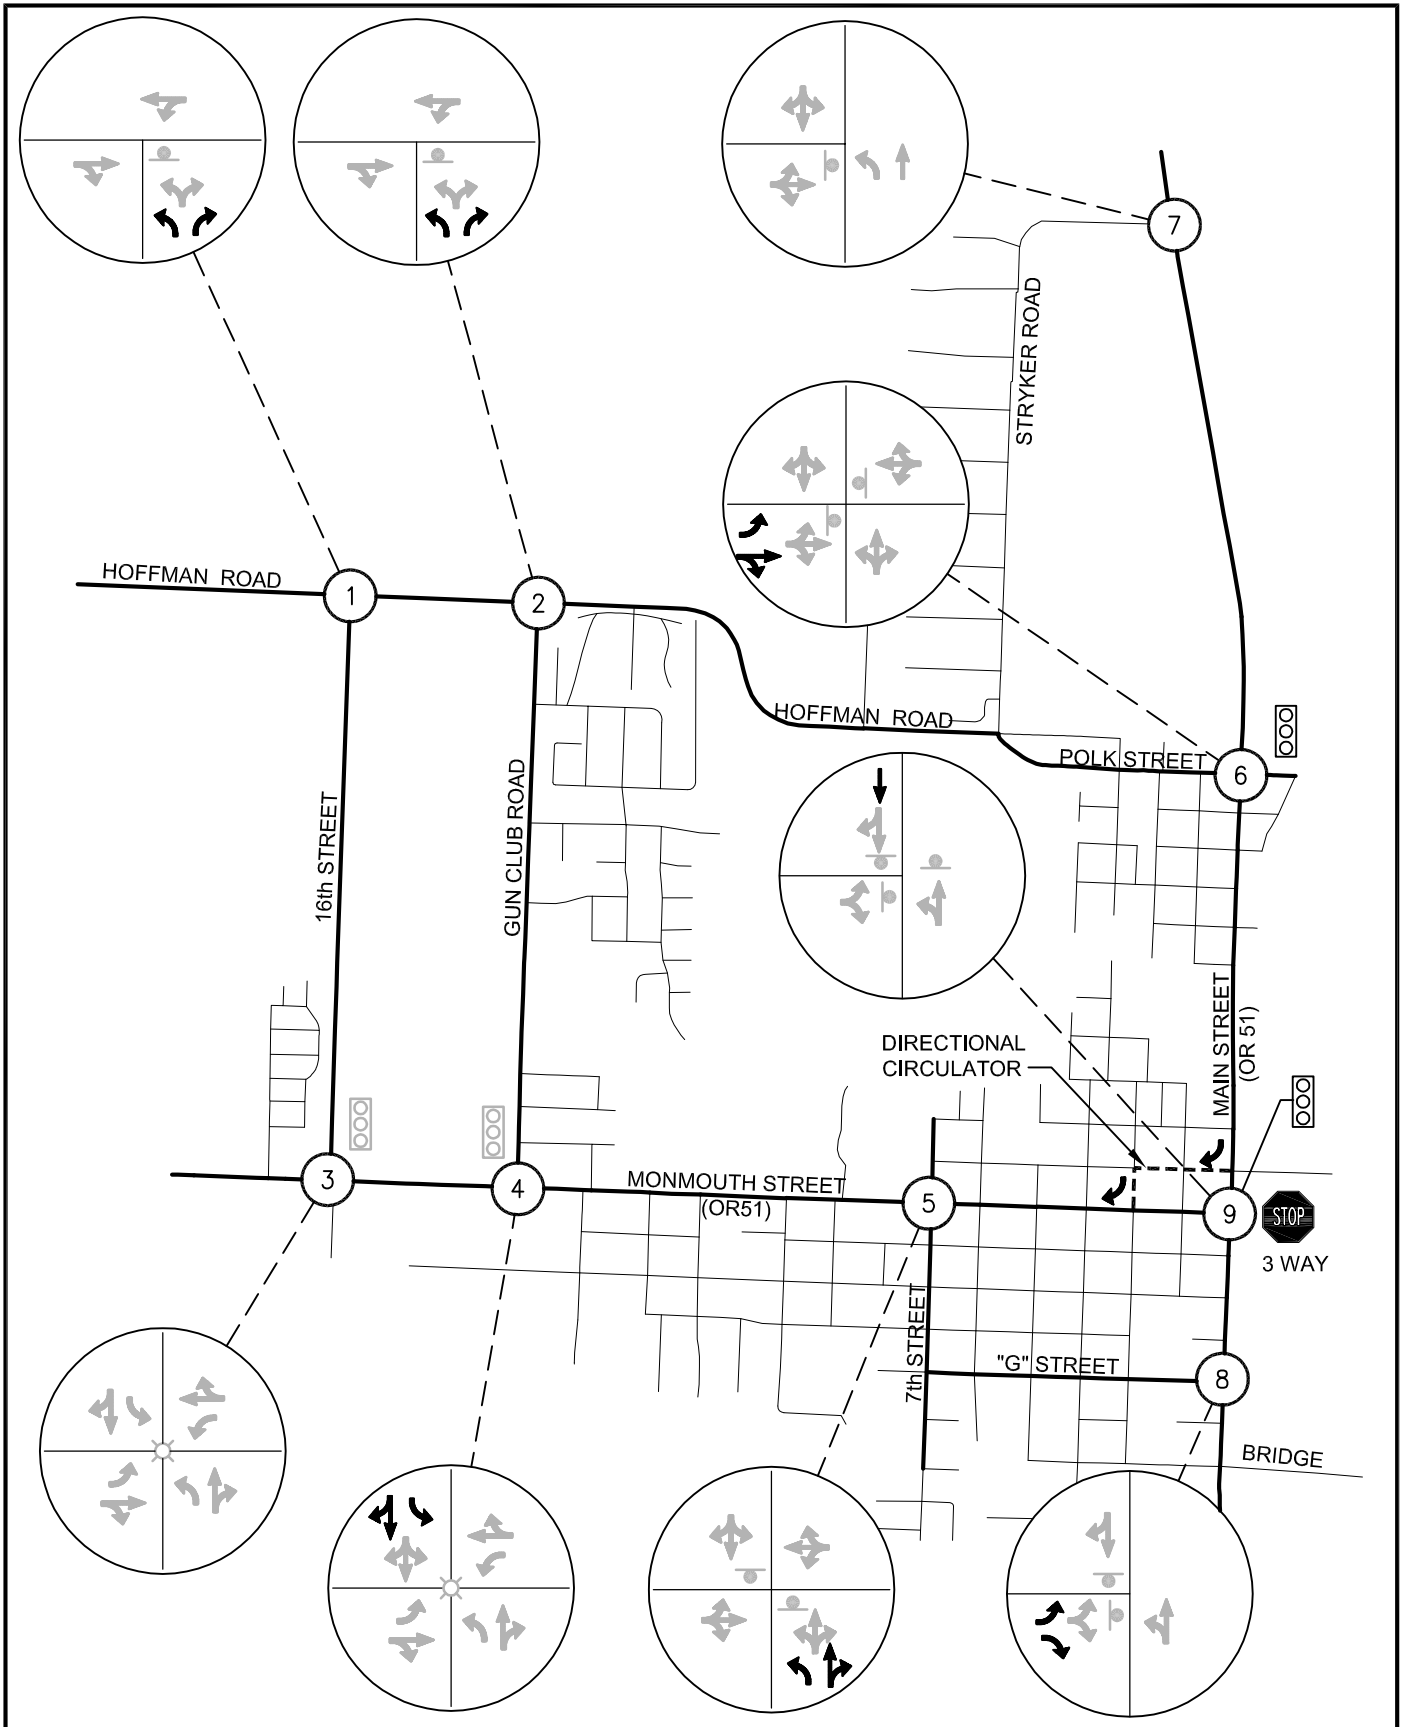 7
STRYKER ROAD
HOFFMAN ROAD
1
2
HOFFMAN ROAD
POLK STREET
6
16th STREET
GUN CLUB ROAD
MAIN STREET
(OR 51)
DIRECTIONAL
CIRCULATOR
3
4
MONMOUTH STREET
(OR51)
5
9
STOP
3 WAY
7th STREET
"G" STREET
8
BRIDGE